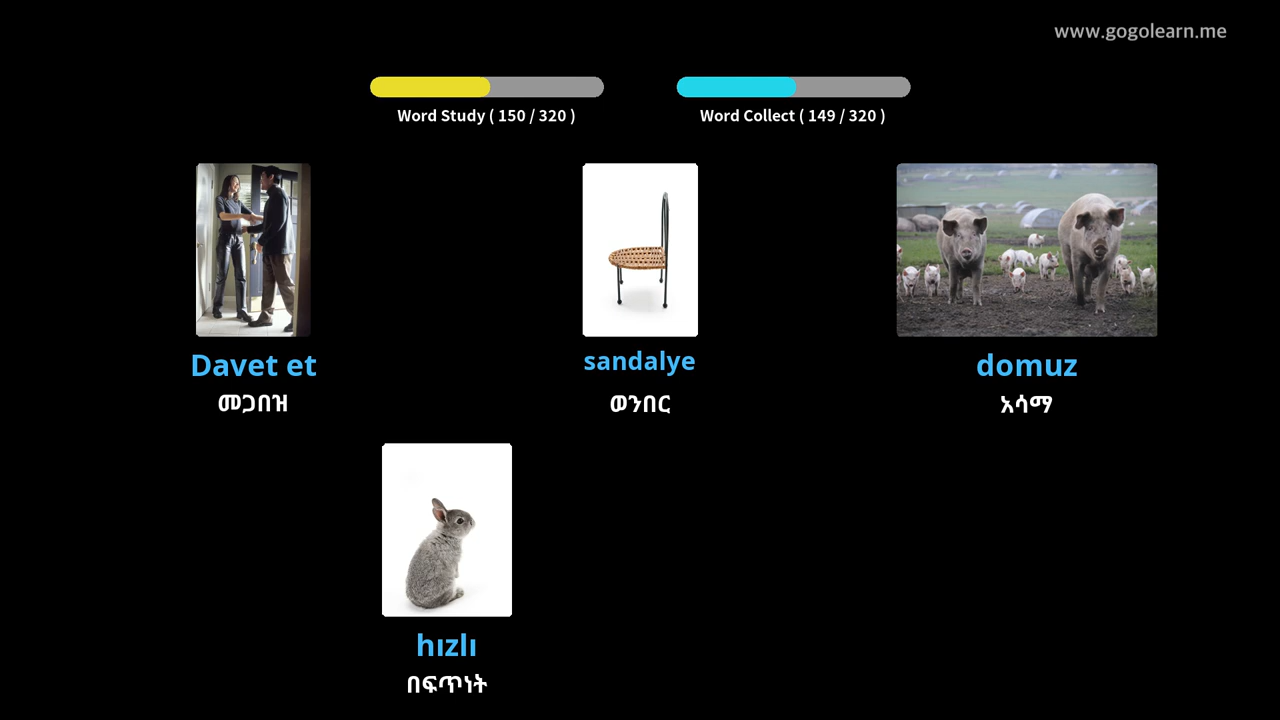 www.gogolearn.me
Word Study ( 150 / 320 )
Word Collect ( 149 / 320 )
Davet et
መጋበዝ
sandalye
ወንበር
domuz
አሳማ
hızlı
በፍጥነት